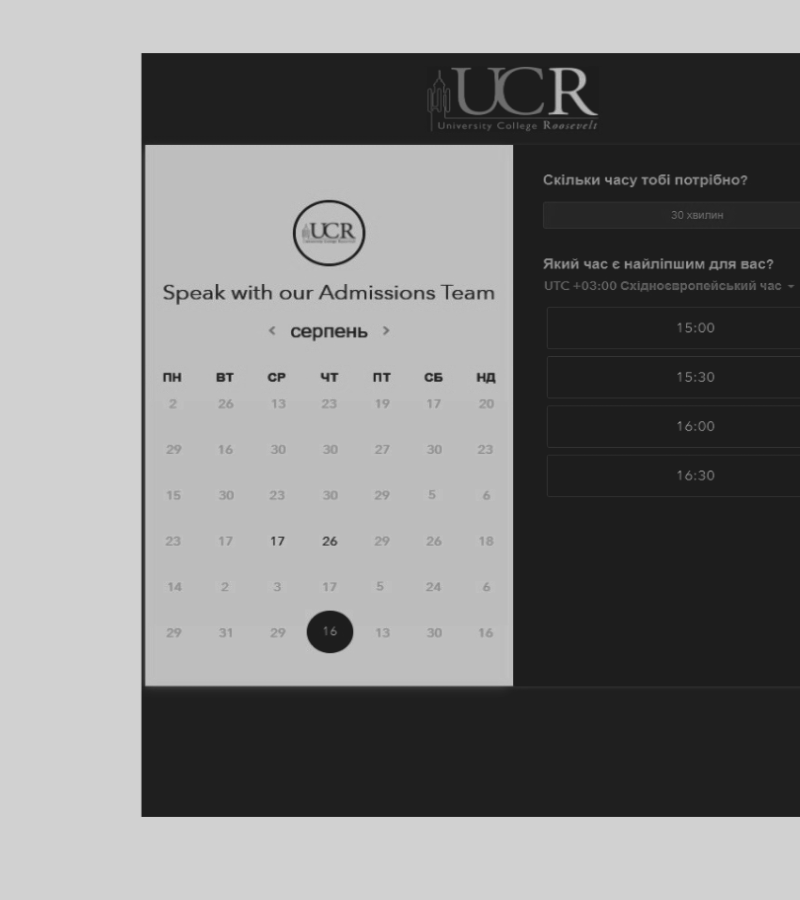 UCR
University College Roosevelt
UCR
Speak with our Admissions Team
‹ серпень ›
ПН ВТ СР ЧТ ПТ СБ НД
2 26 13 23 19 17 20
29 16 30 30 27 30 23
15 30 23 30 29 5 6
23 17 17 26 29 26 18
14 2 3 17 5 24 6
29 31 29 16 13 30 16
Скільки часу тобі потрібно?
30 хвилин
Який час є найліпшим для вас?
UTC +03:00 Східноєвропейський час
15:00
15:30
16:00
16:30